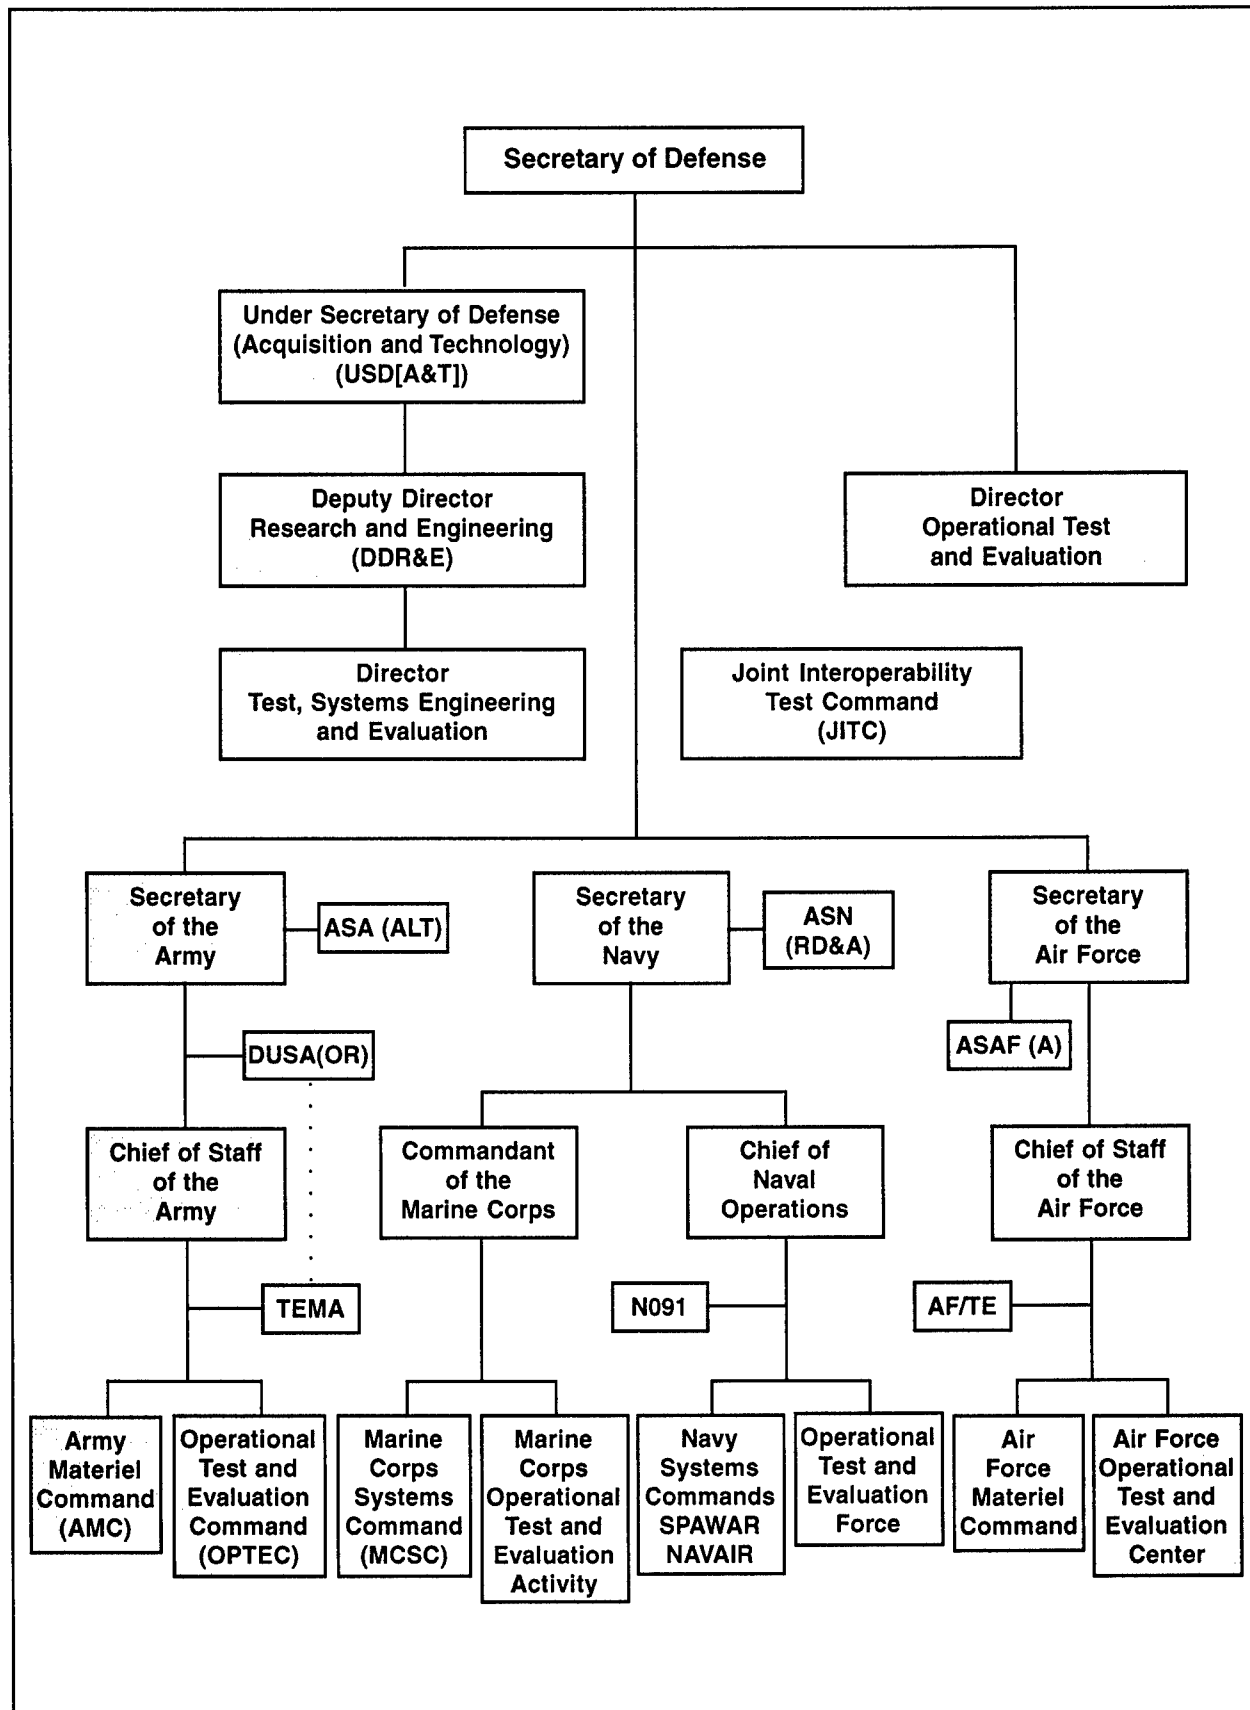 Secretary of Defense
Under Secretary of Defense
(Acquisition and Technology)
(USD[A&T])
Deputy Director
Research and Engineering
(DDR&E)
Director
Operational Test
and Evaluation
Director
Test, Systems Engineering
and Evaluation
Joint Interoperability
Test Command
(JITC)
Secretary
of the
Army
ASA (ALT)
Secretary
of the
Navy
ASN
(RD&A)
Secretary
of the
Air Force
DUSA(OR)
ASAF (A)
Chief of Staff
of the
Army
Commandant
of the
Marine Corps
Chief of
Naval
Operations
Chief of Staff
of the
Air Force
TEMA
N091
AF/TE
Army
Materiel
Command
(AMC)
Operational
Test and
Evaluation
Command
(OPTEC)
Marine
Corps
Systems
Command
(MCSC)
Marine
Corps
Operational
Test and
Evaluation
Activity
Navy
Systems
Commands
SPAWAR
NAVAIR
Operational
Test and
Evaluation
Force
Air
Force
Materiel
Command
Air Force
Operational
Test and
Evaluation
Center